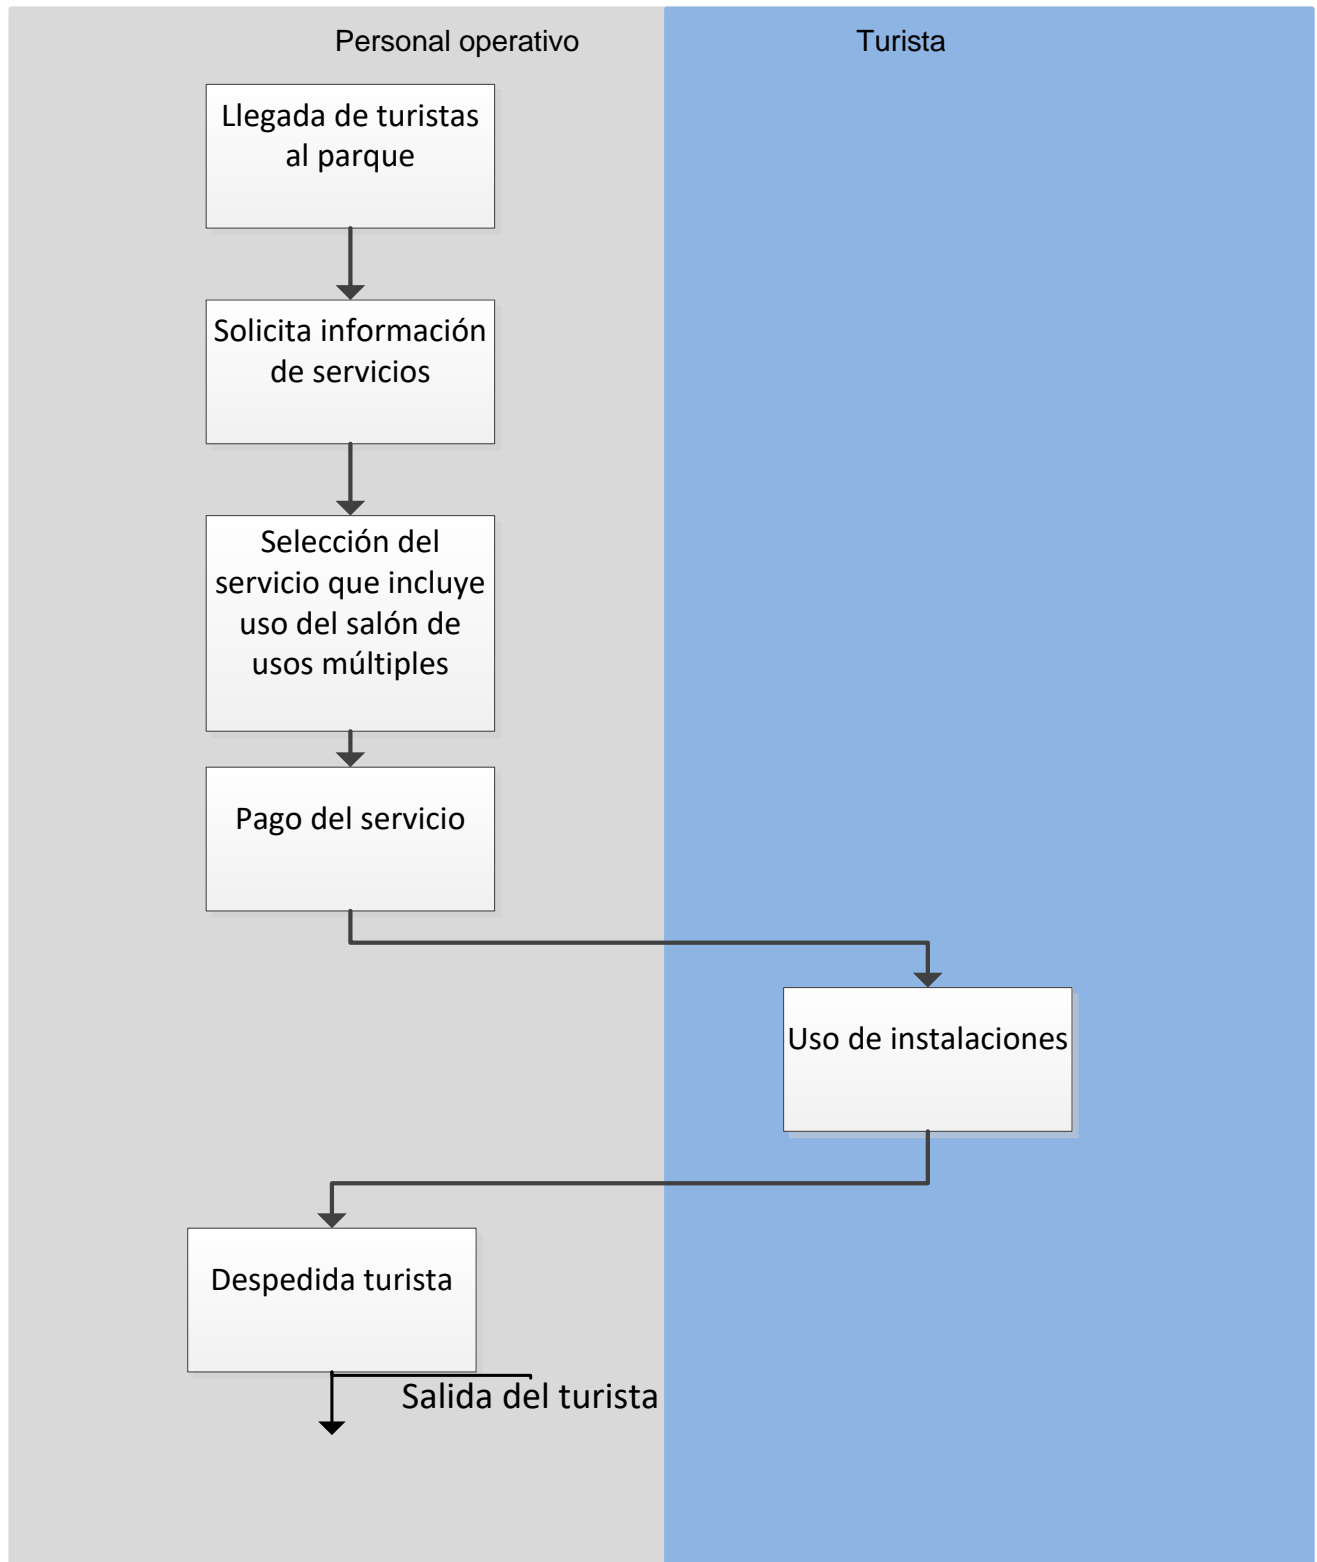 Personal operativo
Turista
Llegada de turistas
al parque
Solicita información
de servicios
Selección del
servicio que incluye
uso del salón de
usos múltiples
Pago del servicio
Uso de instalaciones
Despedida turista
Salida del turista